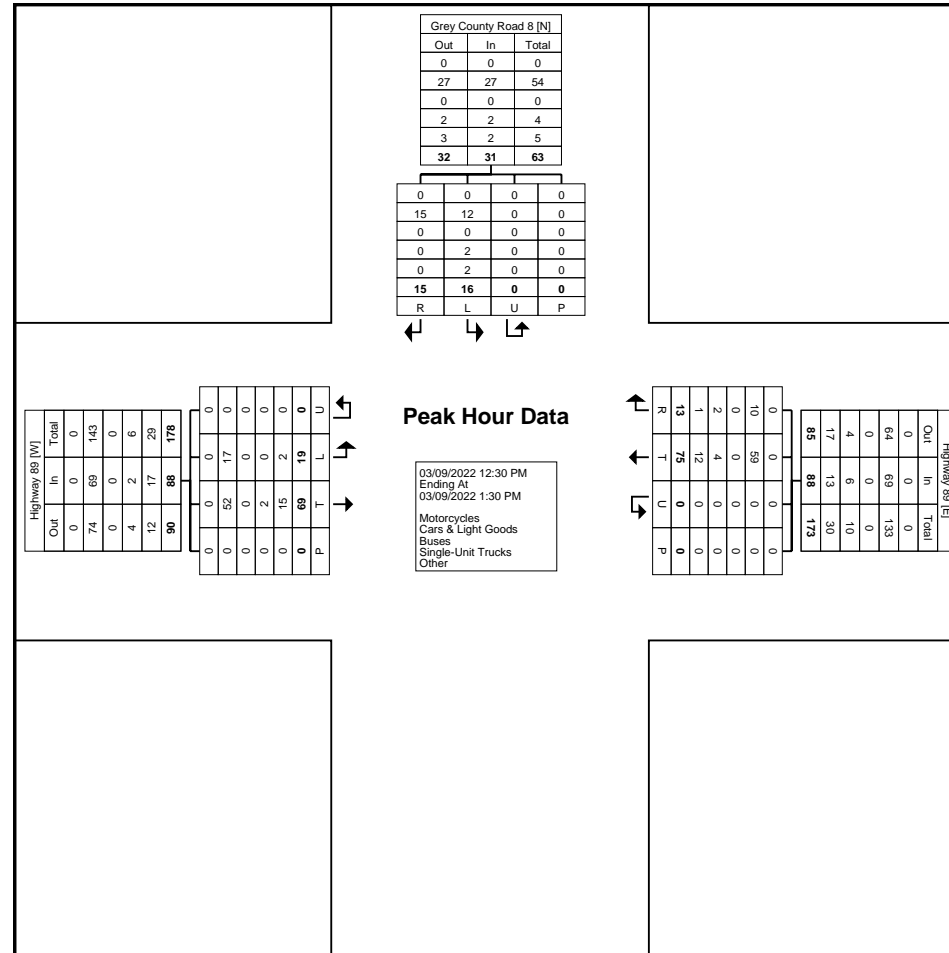 Grey County Road 8 [N]
Out In Total
0 0 0
27 27 54
0 0 0
2 2 4
3 2 5
32 31 63
0 0 0 0
15 12 0 0
0 0 0 0
0 2 0 0
0 2 0 0
15 16 0 0
R L U P
Highway 89 [W]
Total 0 143 0 6 29 178
In 0 69 0 2 17 88
Out 0 74 0 4 12 90
0 0 0 0 0 0 U
0 17 0 0 2 19 L
0 52 0 2 15 69 T
0 0 0 0 0 0 P
Peak Hour Data
03/09/2022 12:30 PM
Ending At
03/09/2022 1:30 PM
Motorcycles
Cars & Light Goods
Buses
Single-Unit Trucks
Other
R 13 1 2 0 10 0
T 75 12 4 0 59 0
U 0 0 0 0 0 0
P 0 0 0 0 0 0
85 17 4 0 64 0 Out
88 13 6 0 69 0 In
173 30 10 0 133 0 Total
Highway 89 [E]